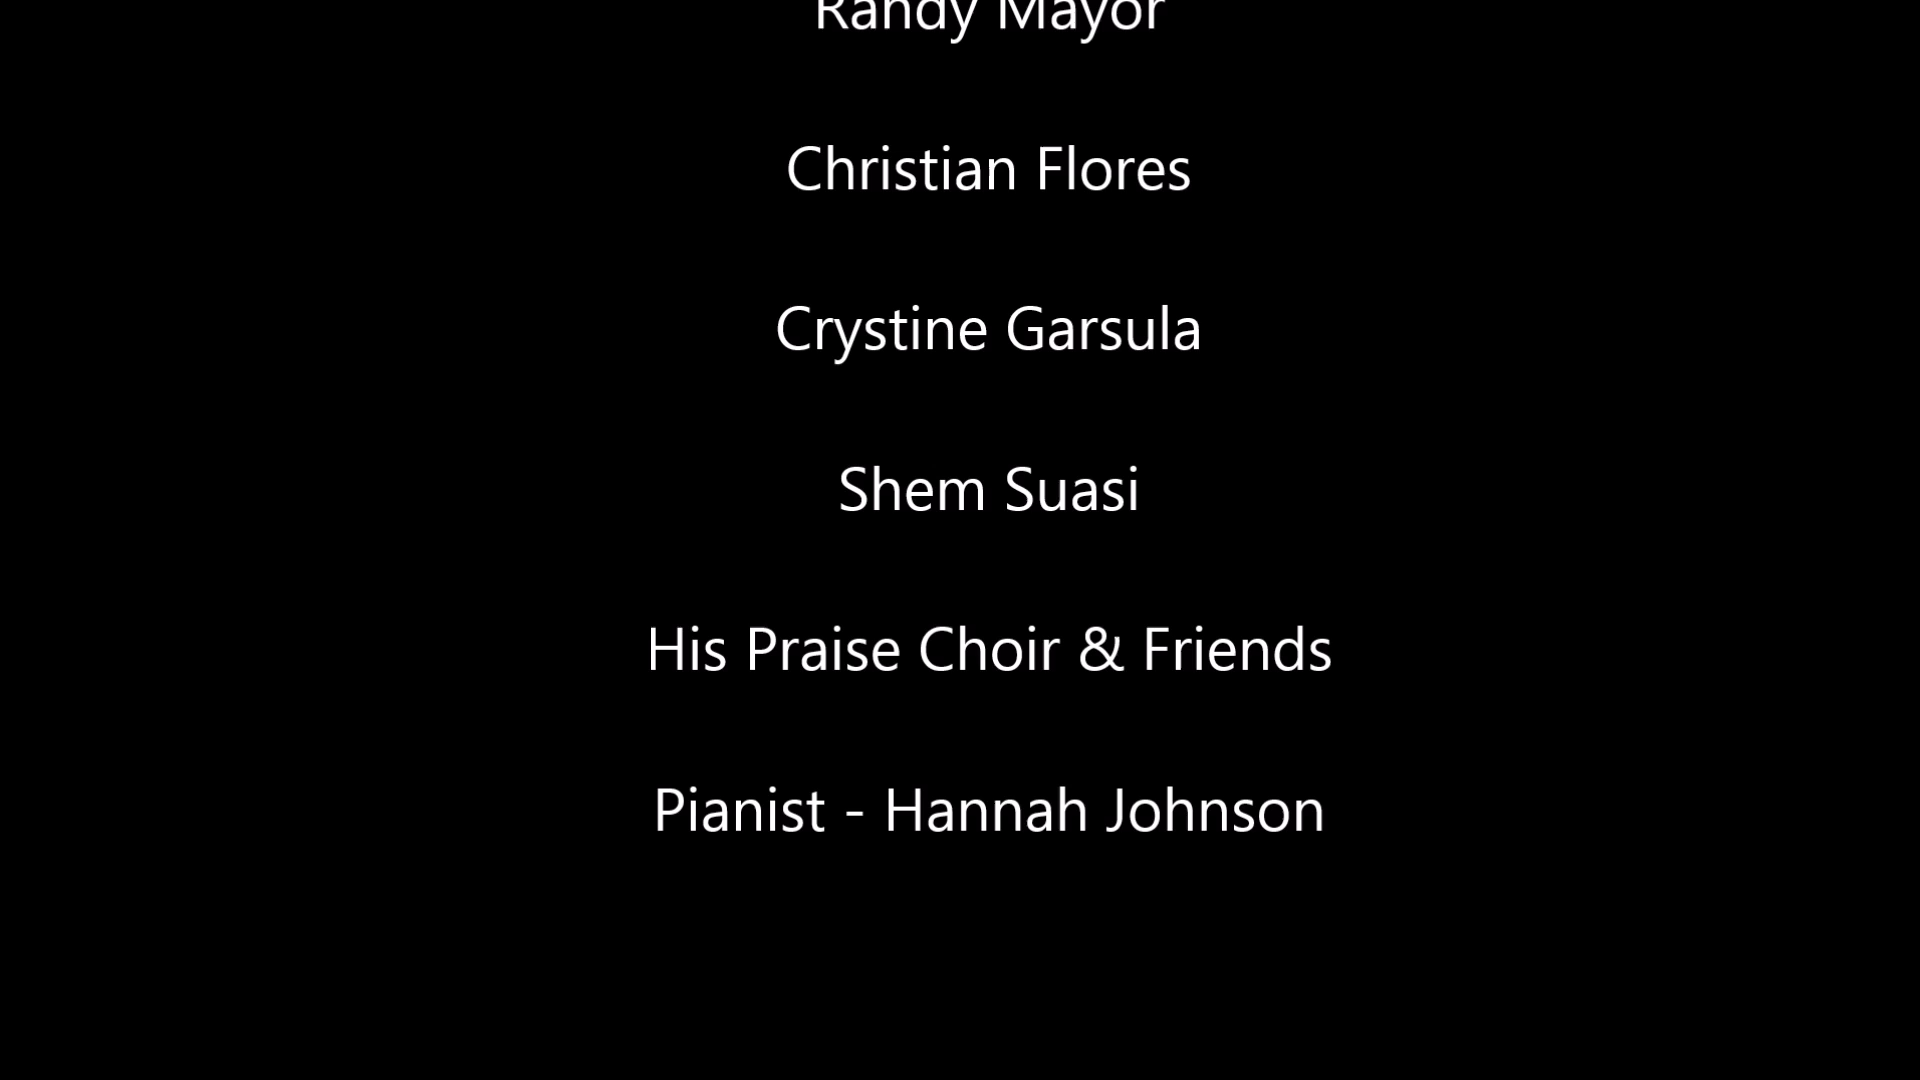 Randy Mayor
Christian Flores
Crystine Garsula
Shem Suasi
His Praise Choir & Friends
Pianist - Hannah Johnson